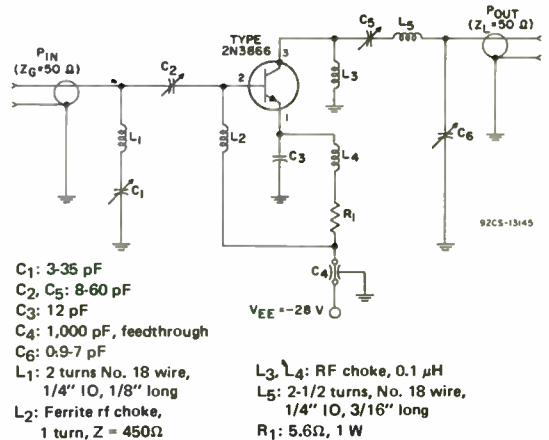 PIN
(ZG=50 Ω)
TYPE
2N3866
POUT
(ZL=50 Ω)
C5
L5
3
C2
2
1
L3
L1
L2
C3
L4
C6
C1
R1
92CS-13145
C4
VEE=-28 V
C1: 3-35 pF
C2, C5: 8-60 pF
C3: 12 pF
C4: 1,000 pF, feedthrough
C6: 0.9-7 pF
L1: 2 turns No. 18 wire,
1/4" IO, 1/8" long
L2: Ferrite rf choke,
1 turn, Z = 450Ω
L3, L4: RF choke, 0.1 μH
L5: 2-1/2 turns, No. 18 wire,
1/4" IO, 3/16" long
R1: 5.6Ω, 1 W